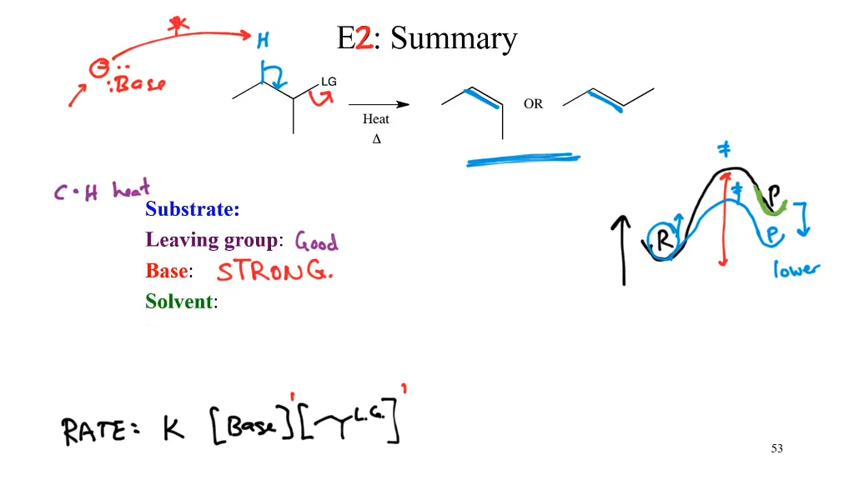 E2: Summary
H
:Base
LG
Heat
Δ
OR
C·H heat
Substrate:
Leaving group: Good
Base: STRONG.
Solvent:
‡
‡
R
P
P
lower
RATE: K [Base]¹ [L.G.]¹
53